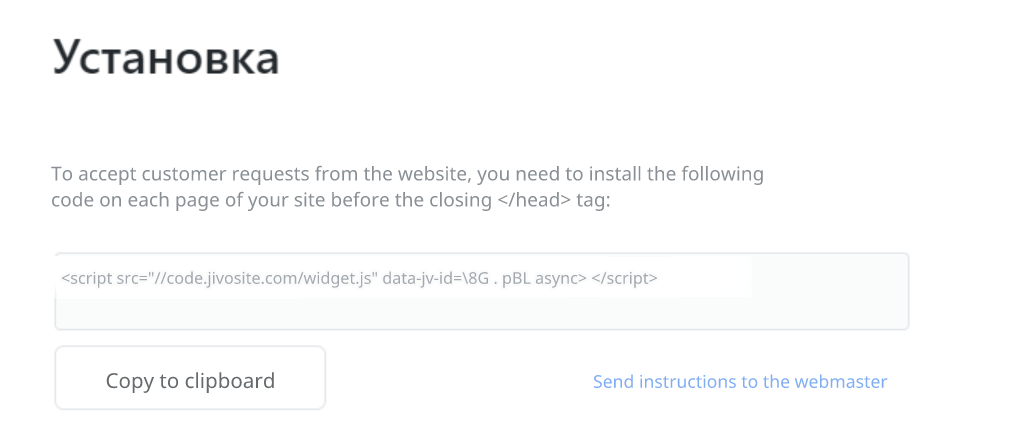 Установка
To accept customer requests from the website, you need to install the following
code on each page of your site before the closing </head> tag:
<script src="//code.jivosite.com/widget.js" data-jv-id=\8G . pBL async> </script>
Copy to clipboard
Send instructions to the webmaster